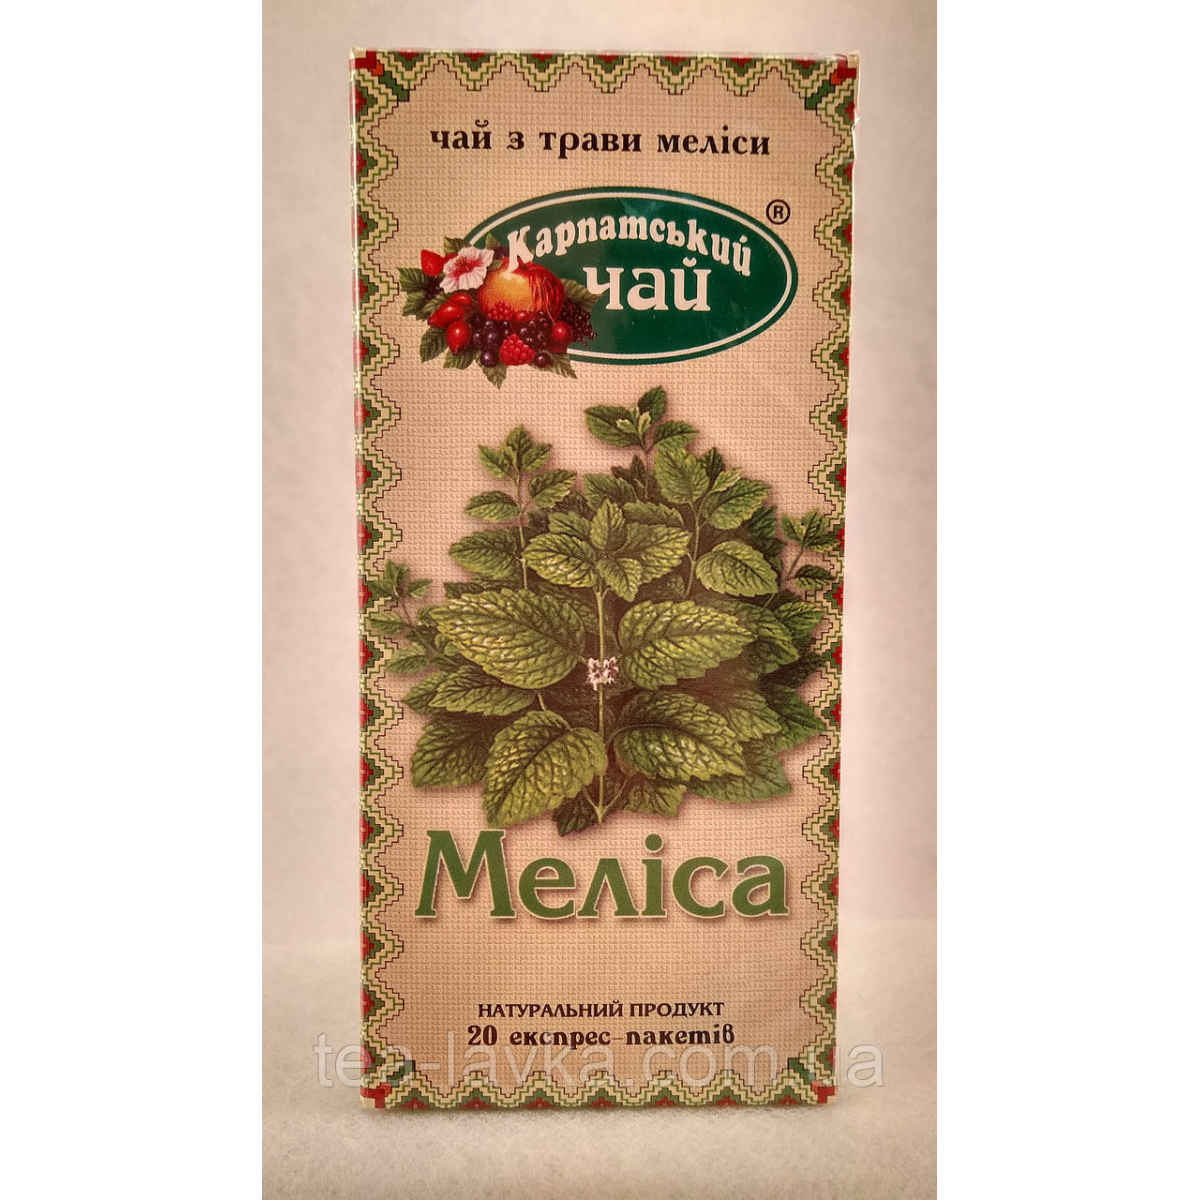 чай з трави меліси
Карпатський ®
чай
Меліса
НАТУРАЛЬНИЙ ПРОДУКТ
20 експрес-пакетів
tea-lavka.com.ua